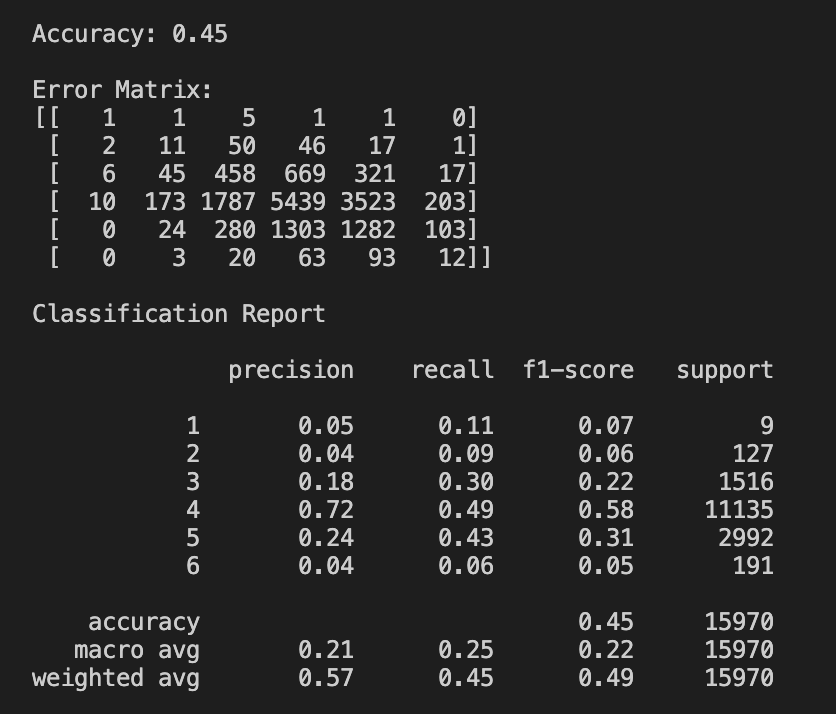 Accuracy: 0.45
Error Matrix:
[[ 1 1 5 1 1 0]
[ 2 11 50 46 17 1]
[ 6 45 458 669 321 17]
[ 10 173 1787 5439 3523 203]
[ 0 24 280 1303 1282 103]
[ 0 3 20 63 93 12]]
Classification Report
precision recall f1-score support
1 0.05 0.11 0.07 9
2 0.04 0.09 0.06 127
3 0.18 0.30 0.22 1516
4 0.72 0.49 0.58 11135
5 0.24 0.43 0.31 2992
6 0.04 0.06 0.05 191
accuracy 0.45 15970
macro avg 0.21 0.25 0.22 15970
weighted avg 0.57 0.45 0.49 15970